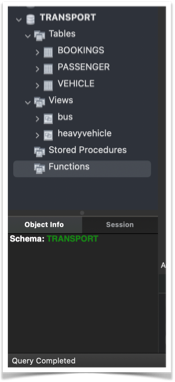 TRANSPORT
Tables
BOOKINGS
PASSENGER
VEHICLE
Views
bus
heavyvehicle
Stored Procedures
Functions
Object Info Session
Schema: TRANSPORT
A
Query Completed